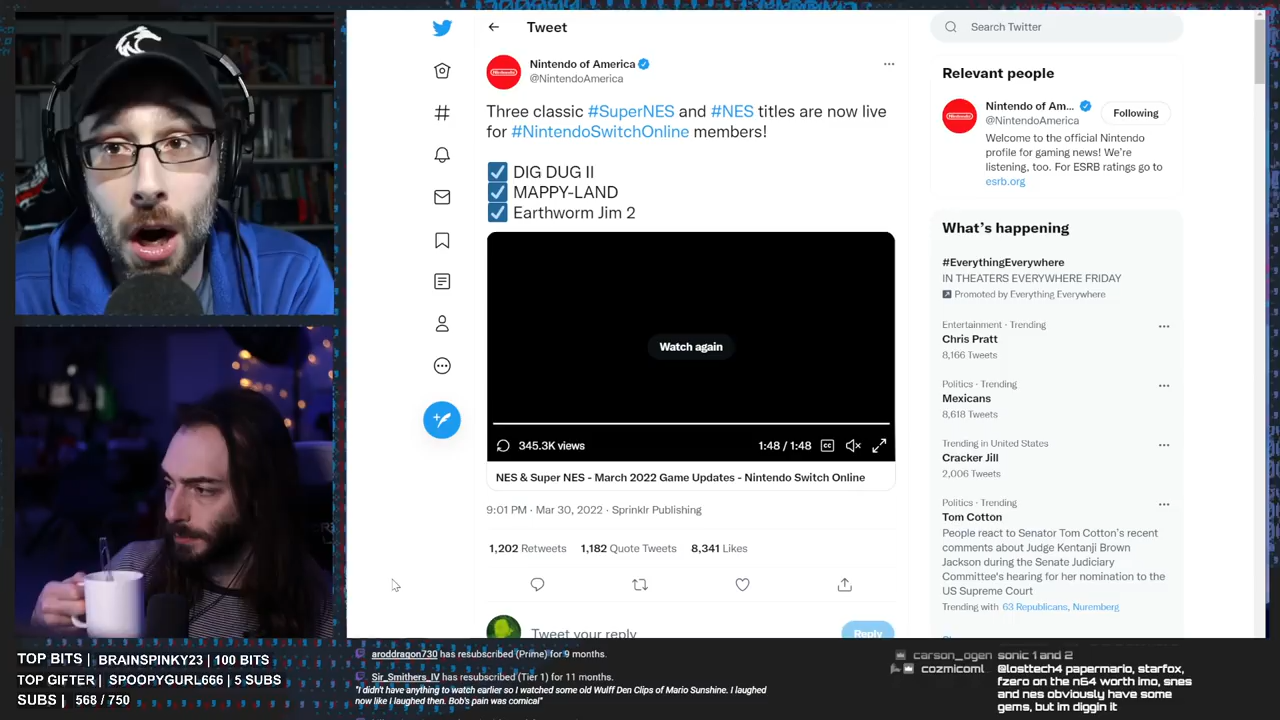 Tweet
Search Twitter
Nintendo
Nintendo of America
@NintendoAmerica
Three classic #SuperNES and #NES titles are now live
for #NintendoSwitchOnline members!
DIG DUG II
MAPPY-LAND
Earthworm Jim 2
Watch again
345.3K views
1:48 / 1:48
CC
NES & Super NES - March 2022 Game Updates - Nintendo Switch Online
9:01 PM · Mar 30, 2022 · Sprinklr Publishing
1,202 Retweets 1,182 Quote Tweets 8,341 Likes
Tweet your reply
Reply
Relevant people
Nintendo
Nintendo of Am...
@NintendoAmerica
Following
Welcome to the official Nintendo
profile for gaming news! We’re
listening, too. For ESRB ratings go to
esrb.org
What’s happening
#EverythingEverywhere
IN THEATERS EVERYWHERE FRIDAY
Promoted by Everything Everywhere
Entertainment · Trending
Chris Pratt
8,166 Tweets
Politics · Trending
Mexicans
8,618 Tweets
Trending in United States
Cracker Jill
2,006 Tweets
Politics · Trending
Tom Cotton
People react to Senator Tom Cotton’s recent
comments about Judge Kentanji Brown
Jackson during the Senate Judiciary
Committee's hearing for her nomination to the
US Supreme Court
Trending with 63 Republicans, Nuremberg
TOP BITS | BRAINSPINKY23 | 100 BITS
TOP GIFTER | SPOOPYGURL66 | 3 SUBS
SUBS | 568 / 750
aroddragon730 has resubscribed (Prime) for 9 months.
Sir_Smithers_IV has resubscribed (Tier 1) for 11 months.
"I didn't have anything to watch earlier so I watched some old Wulff Den Clips of Mario Sunshine. I laughed
now like I laughed then. Bob's pain was comical"
carson_ogen sonic 1 and 2
cozmicoml @losttech4 papermario, starfox,
fzero on the n64 worth imo, snes
and nes obviously have some
gems, but im diggin it